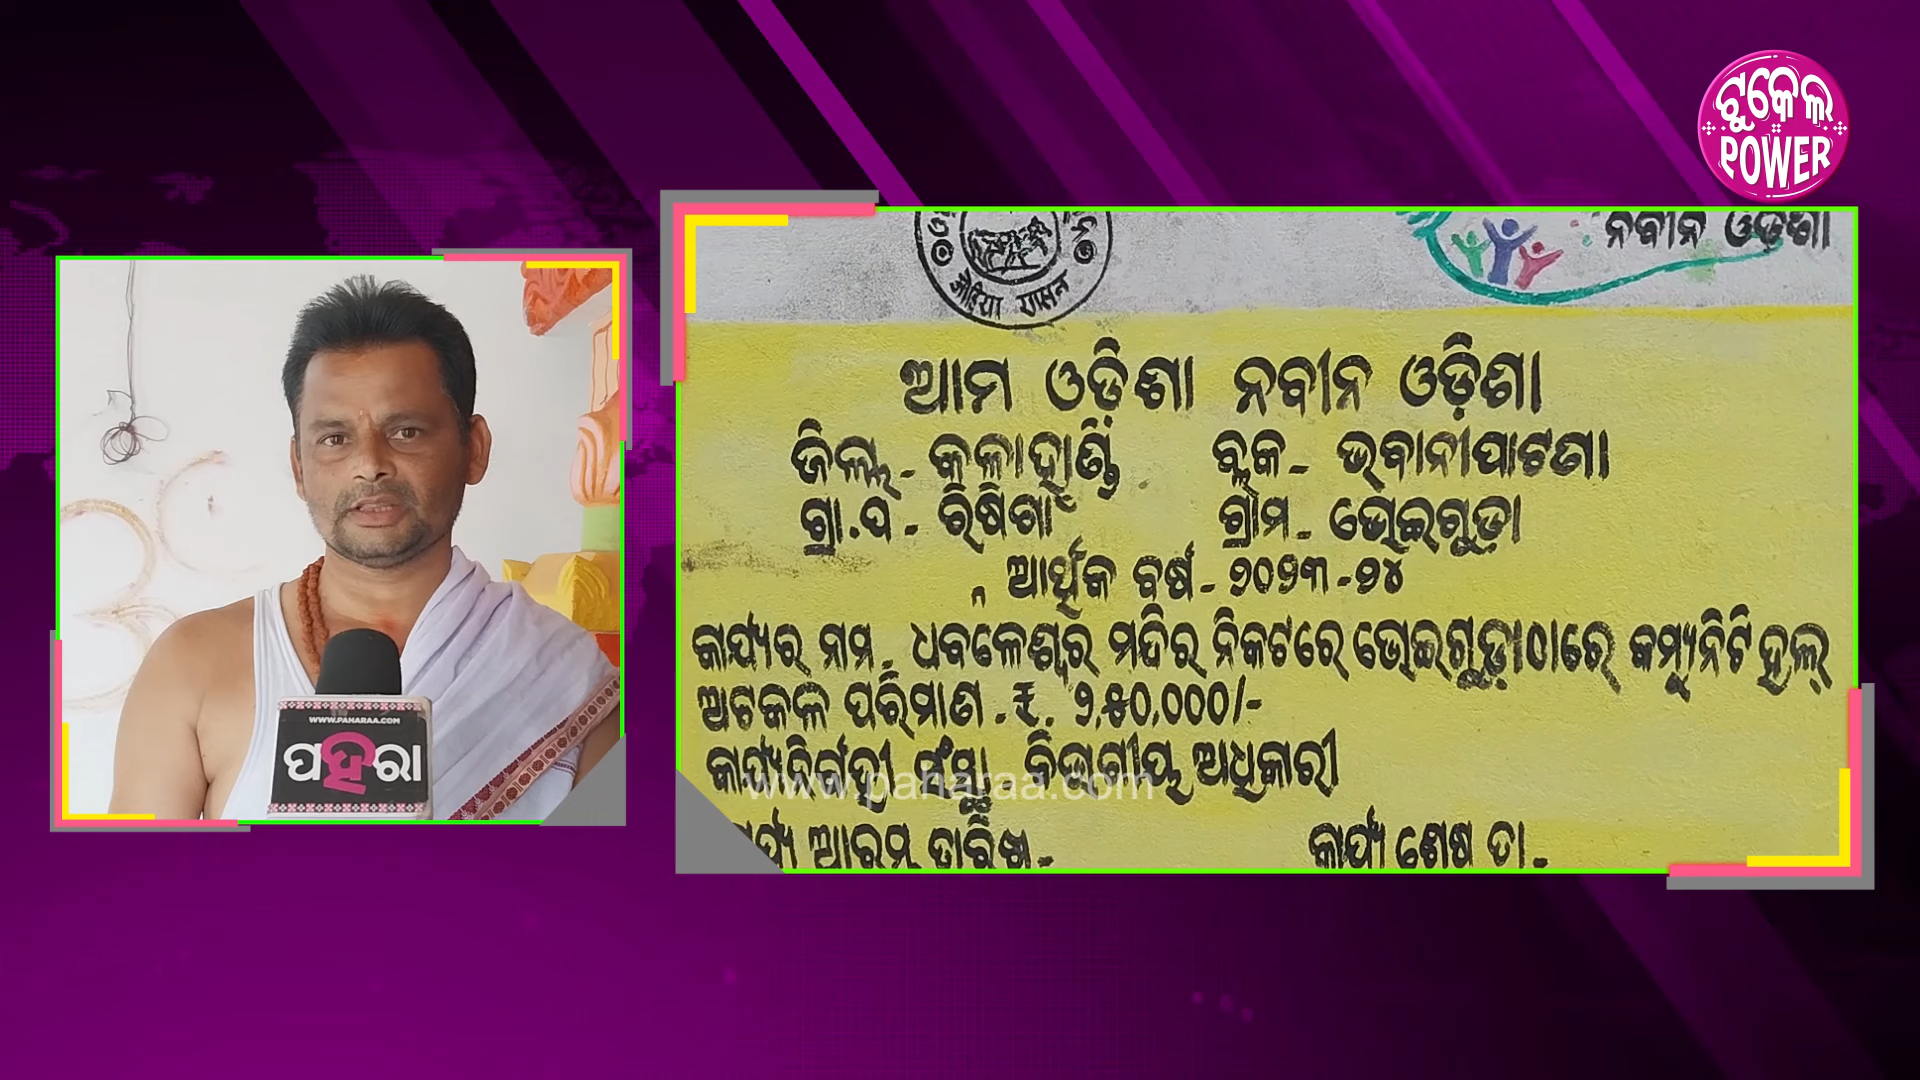 ଟୁକେଲ
POWER
ନବୀନ ଓଡ଼ିଶା
ओड़िशा शासन
ଆମ ଓଡ଼ିଶା ନବୀନ ଓଡ଼ିଶା
ଜିଲ୍ଲା - କଳାହାଣ୍ଡି ବ୍ଲକ - ଭବାନୀପାଟଣା
ଗ୍ରା.ପ - ରିଷିଗାଁ ଗ୍ରାମ - ଭେଇଗୁଡ଼ା
ଆର୍ଥିକ ବର୍ଷ - ୨୦୨୩ -୨୪
କାର୍ଯ୍ୟର ନାମ - ଧବଳେଶ୍ୱର ମନ୍ଦିର ନିକଟରେ ଭେଇଗୁଡ଼ାଠାରେ କମ୍ୟୁନିଟି ହଲ୍
ଅଟକଳ ପରିମାଣ - ₹. ୨,୫୦,୦୦୦/-
କାର୍ଯ୍ୟନିର୍ବାହୀ ସଂସ୍ଥା ବିଭାଗୀୟ ଅଧିକାରୀ
www.paharaa.com
ଆରମ୍ଭ ତାରିଖ - କାର୍ଯ୍ୟ ଶେଷ ତା -
WWW.PAHARAA.COM
ପହରା